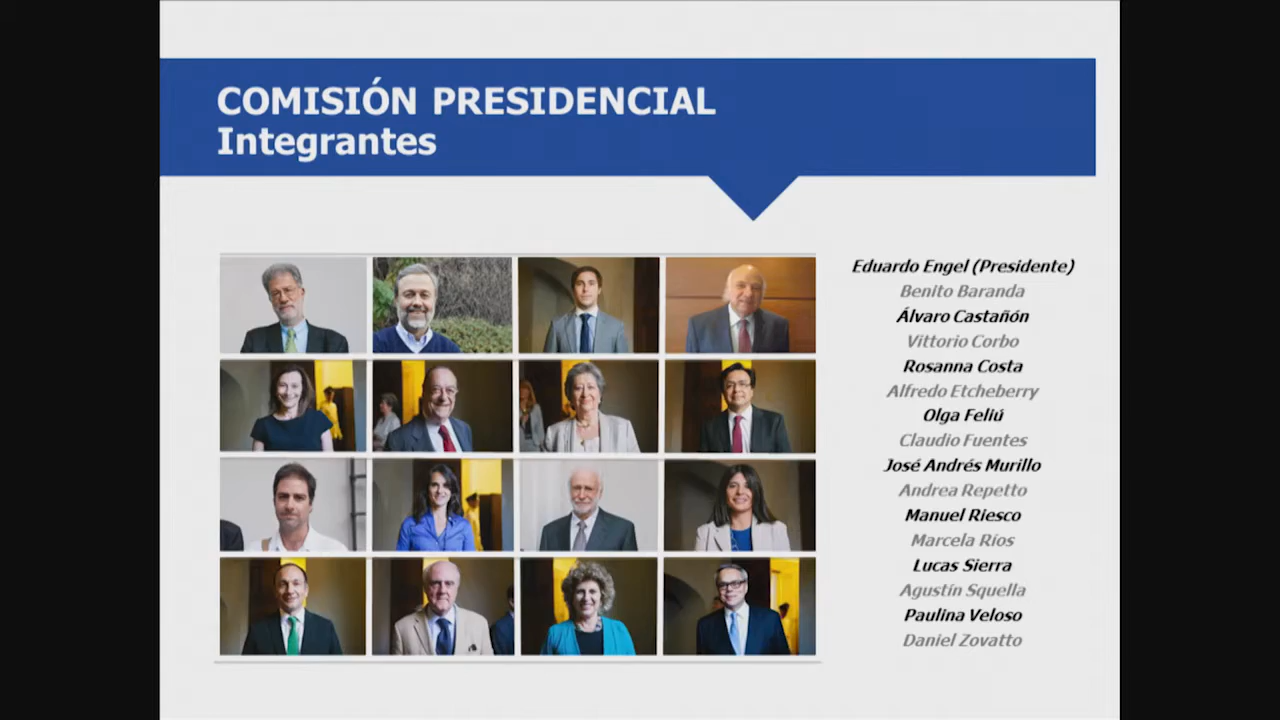 COMISIÓN PRESIDENCIAL
Integrantes
Eduardo Engel (Presidente)
Benito Baranda
Álvaro Castañón
Vittorio Corbo
Rosanna Costa
Alfredo Etcheberry
Olga Feliú
Claudio Fuentes
José Andrés Murillo
Andrea Repetto
Manuel Riesco
Marcela Ríos
Lucas Sierra
Agustín Squella
Paulina Veloso
Daniel Zovatto